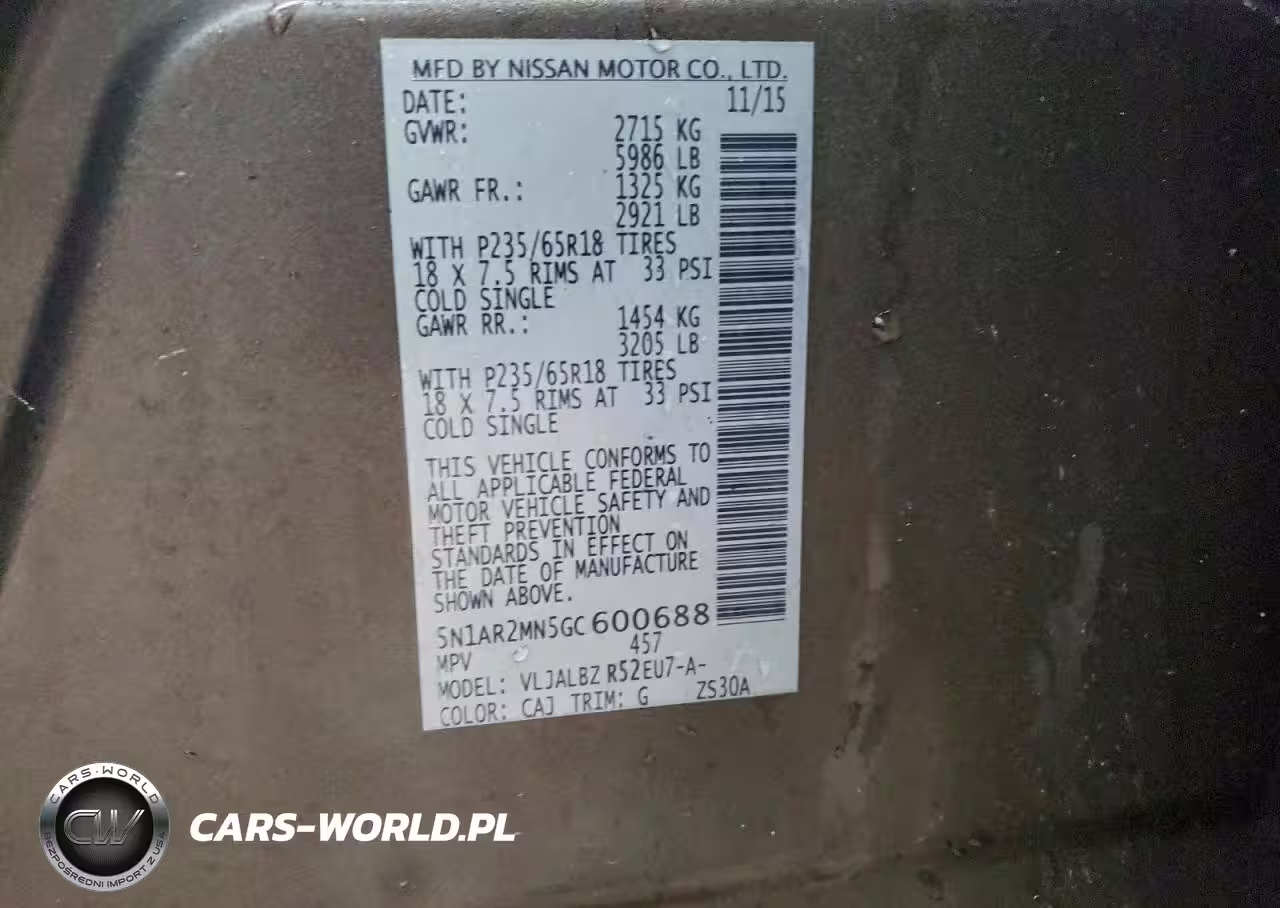 MFD BY NISSAN MOTOR CO., LTD.
DATE: 11/15
GVWR: 2715 KG
5986 LB
GAWR FR.: 1325 KG
2921 LB
WITH P235/65R18 TIRES
18 X 7.5 RIMS AT 33 PSI
COLD SINGLE
GAWR RR.: 1454 KG
3205 LB
WITH P235/65R18 TIRES
18 X 7.5 RIMS AT 33 PSI
COLD SINGLE
THIS VEHICLE CONFORMS TO
ALL APPLICABLE FEDERAL
MOTOR VEHICLE SAFETY AND
THEFT PREVENTION
STANDARDS IN EFFECT ON
THE DATE OF MANUFACTURE
SHOWN ABOVE.
5N1AR2MN5GC600688
MPV 457
MODEL: VLJALBZ R52EU7-A-
COLOR: CAJ TRIM: G ZS30A
CARS-WORLD
CW
BEZPOŚREDNI IMPORT Z USA
CARS-WORLD.PL